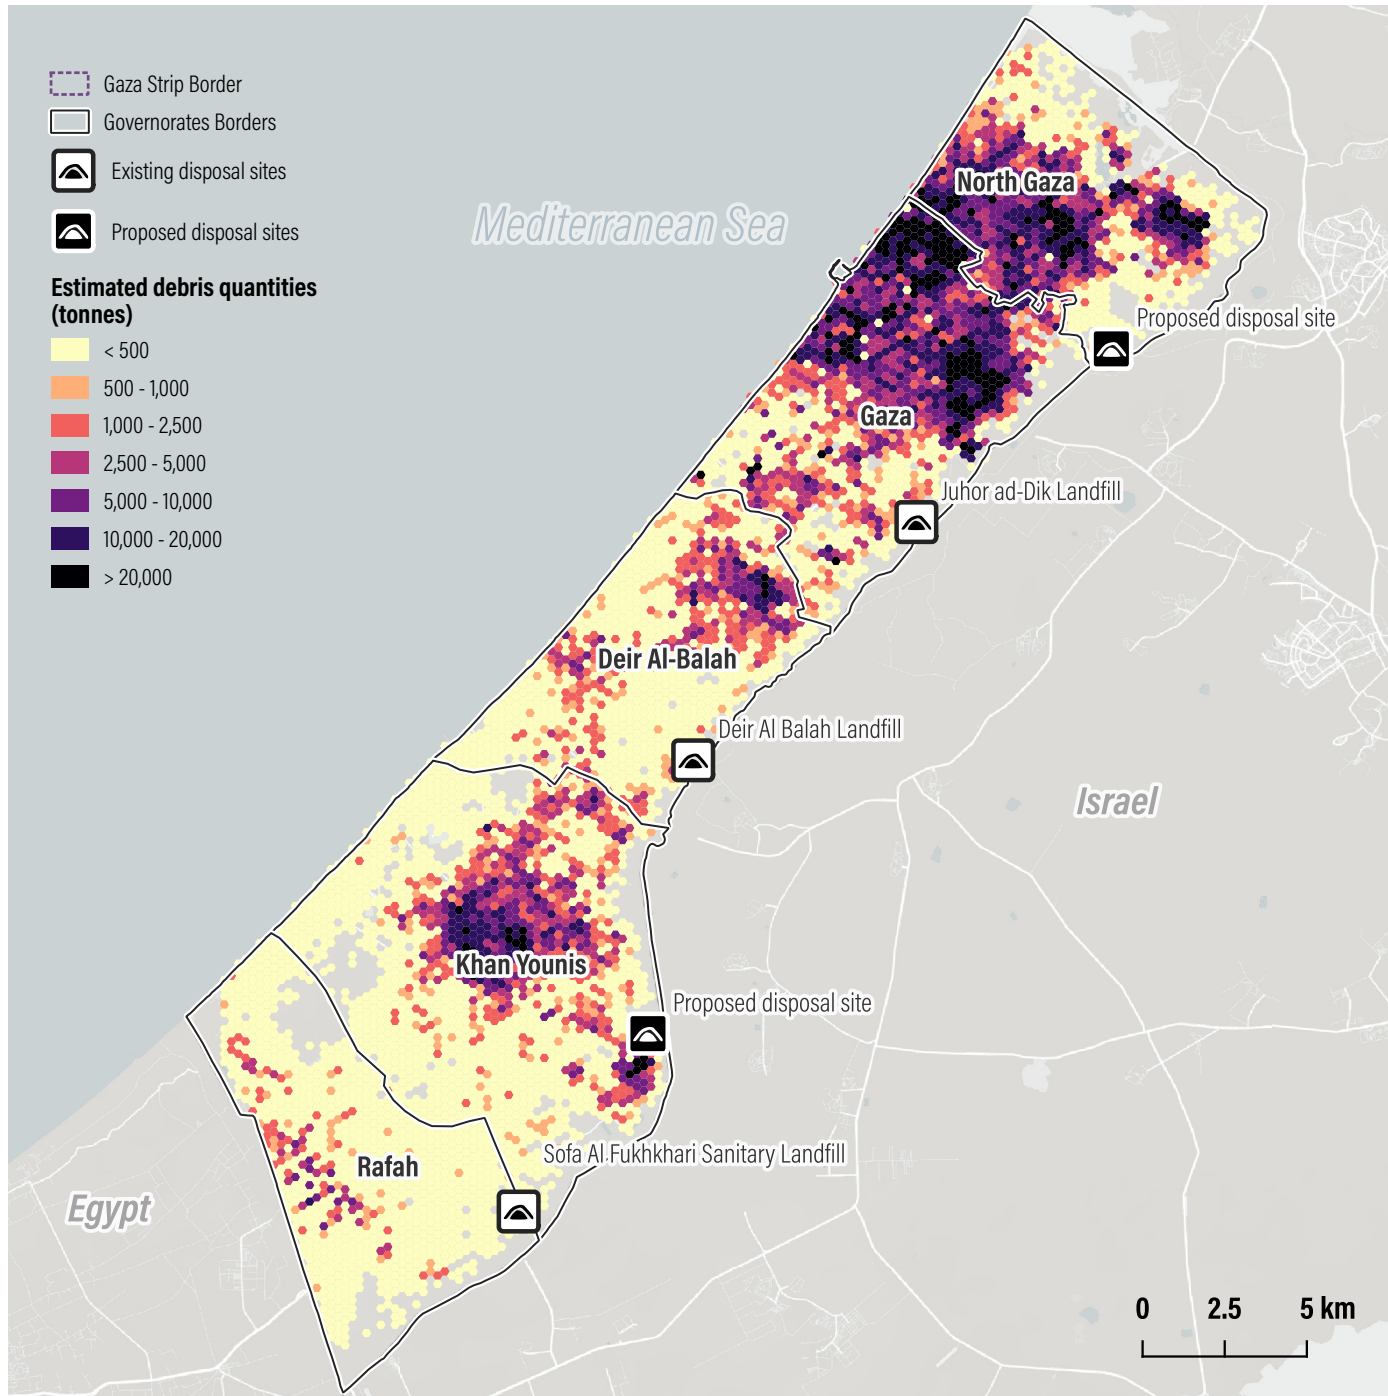 Gaza Strip Border
Governorates Borders
Existing disposal sites
Proposed disposal sites
Estimated debris quantities
(tonnes)
< 500
500 - 1,000
1,000 - 2,500
2,500 - 5,000
5,000 - 10,000
10,000 - 20,000
> 20,000
Mediterranean Sea
North Gaza
Proposed disposal site
Gaza
Juhor ad-Dik Landfill
Deir Al-Balah
Deir Al Balah Landfill
Israel
Khan Younis
Proposed disposal site
Sofa Al Fukhkhari Sanitary Landfill
Rafah
Egypt
0 2.5 5 km